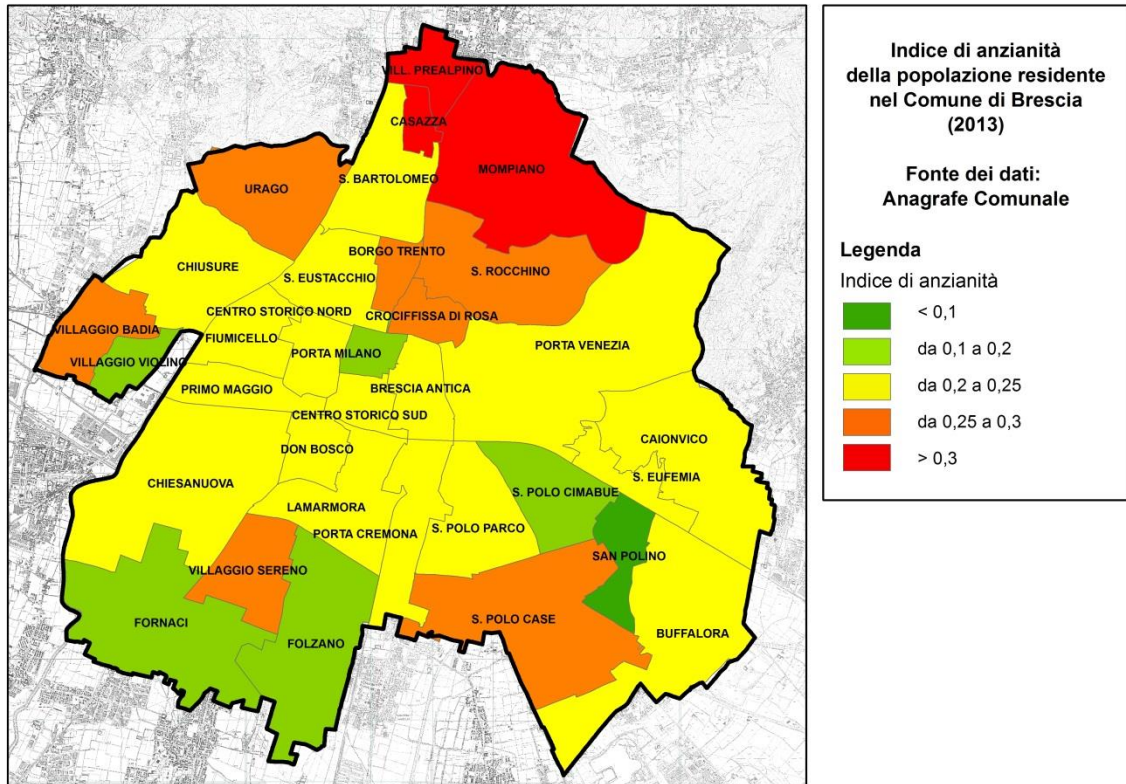 VILL. PREALPINO
CASAZZA
MOMPIANO
URAGO
S. BARTOLOMEO
BORGO TRENTO
S. ROCCHINO
CHIUSURE
S. EUSTACCHIO
CENTRO STORICO NORD
CROCIFISSA DI ROSA
VILLAGGIO BADIA
FIUMICELLO
PORTA VENEZIA
VILLAGGIO VIOLINO
PORTA MILANO
PRIMO MAGGIO
BRESCIA ANTICA
CENTRO STORICO SUD
DON BOSCO
CAIONVICO
S. EUFEMIA
CHIESANUOVA
S. POLO CIMABUE
LAMARMORA
PORTA CREMONA
S. POLO PARCO
SAN POLINO
VILLAGGIO SERENO
FORNACI
FOLZANO
S. POLO CASE
BUFFALORA
Indice di anzianità
della popolazione residente
nel Comune di Brescia
(2013)
Fonte dei dati:
Anagrafe Comunale
Legenda
Indice di anzianità
< 0,1
da 0,1 a 0,2
da 0,2 a 0,25
da 0,25 a 0,3
> 0,3